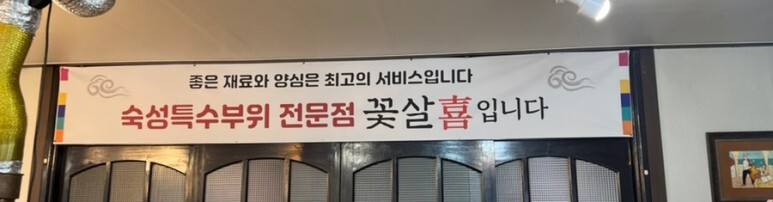 좋은 재료와 양심은 최고의 서비스입니다
숙성특수부위 전문점 꽃살喜입니다